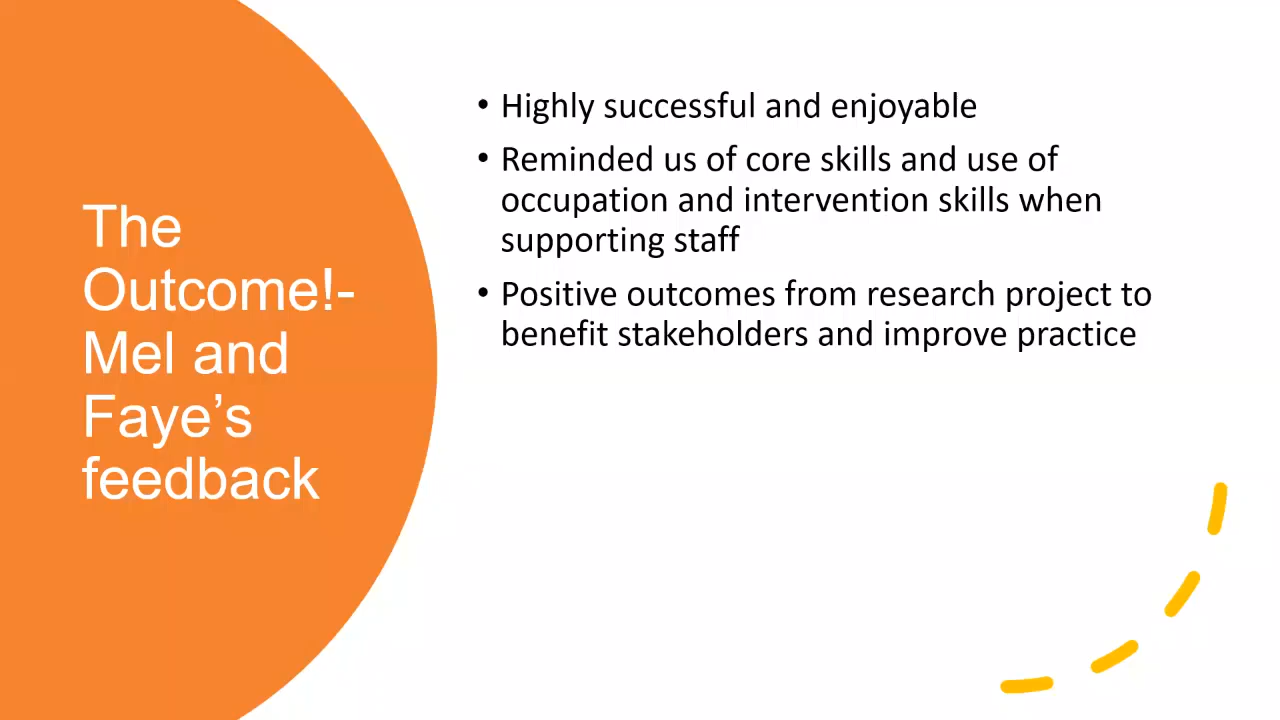 The
Outcome!-
Mel and
Faye’s
feedback
• Highly successful and enjoyable
• Reminded us of core skills and use of
occupation and intervention skills when
supporting staff
• Positive outcomes from research project to
benefit stakeholders and improve practice